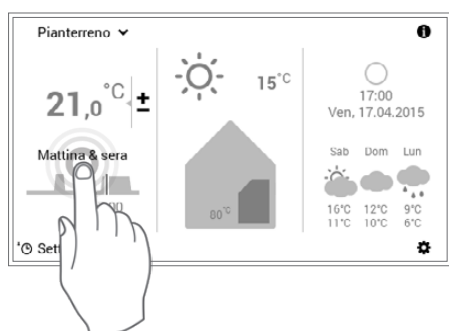 Pianterreno
21,0 °C ±
Mattina & sera
15°C
80°C
17:00
Ven, 17.04.2015
Sab Dom Lun
16°C 12°C 9°C
11°C 10°C 6°C